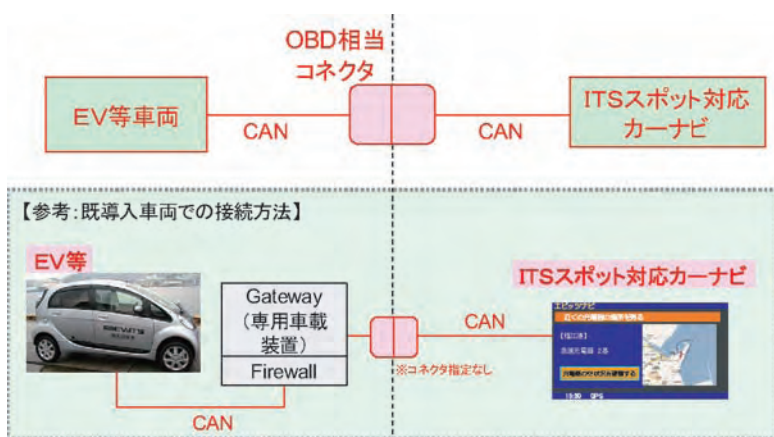 OBD相当
コネクタ
EV等車両
CAN
CAN
ITSスポット対応
カーナビ
【参考:既導入車両での接続方法】
EV等
Gateway
(専用車載
装置)
Firewall
CAN
※コネクタ指定なし
CAN
ITSスポット対応カーナビ